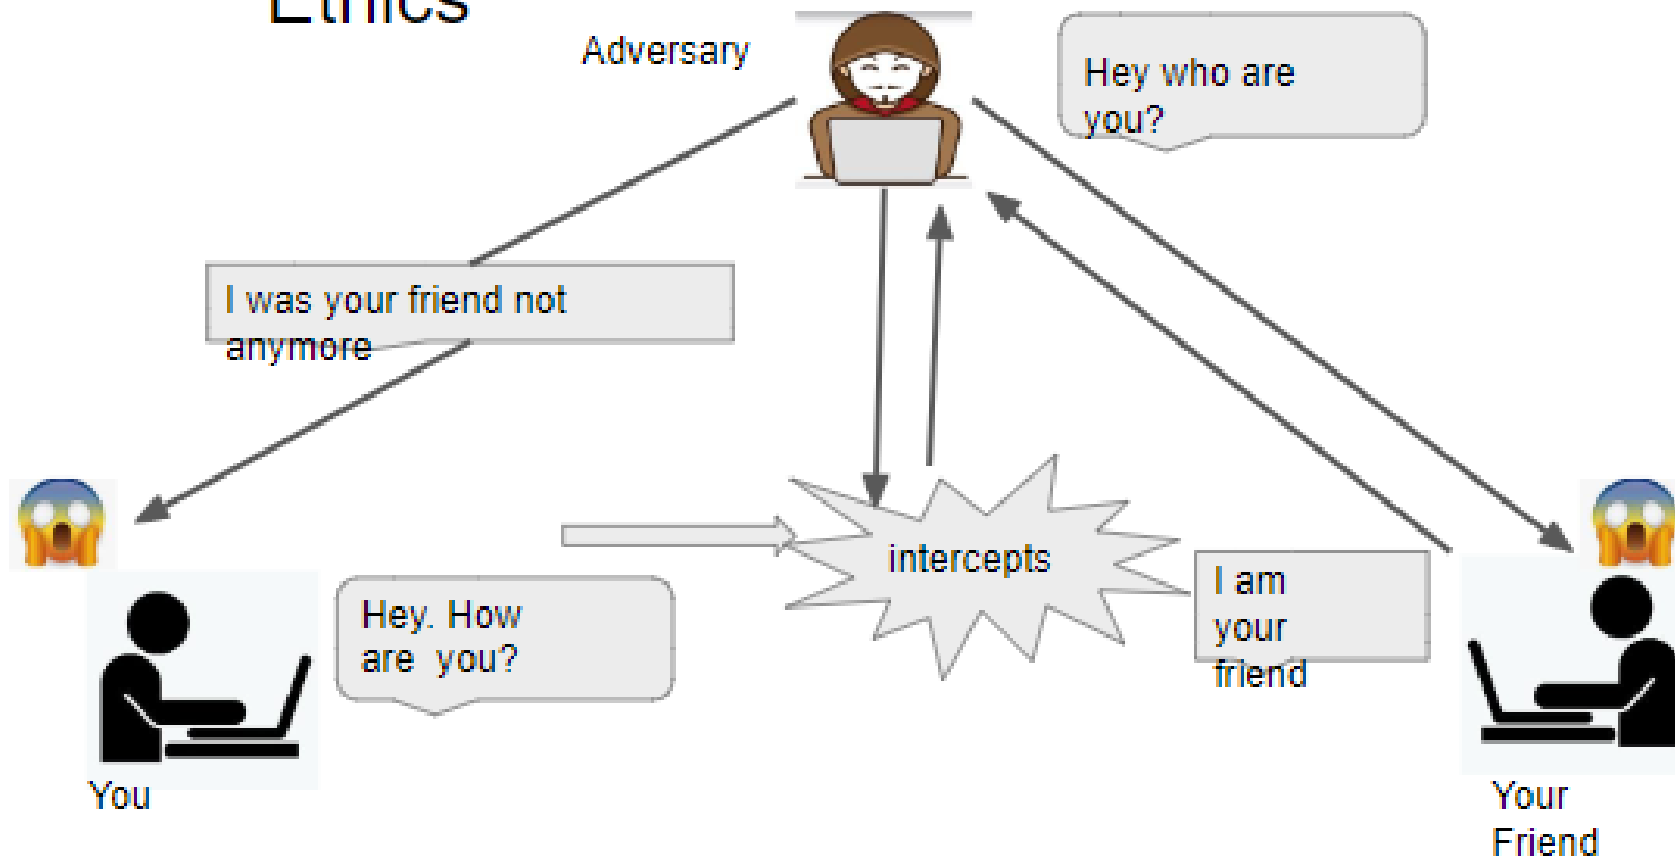 Ethics
Adversary
Hey who are
you?
I was your friend not
anymore
intercepts
Hey. How
are  you?
I am
your
friend
You
Your
Friend